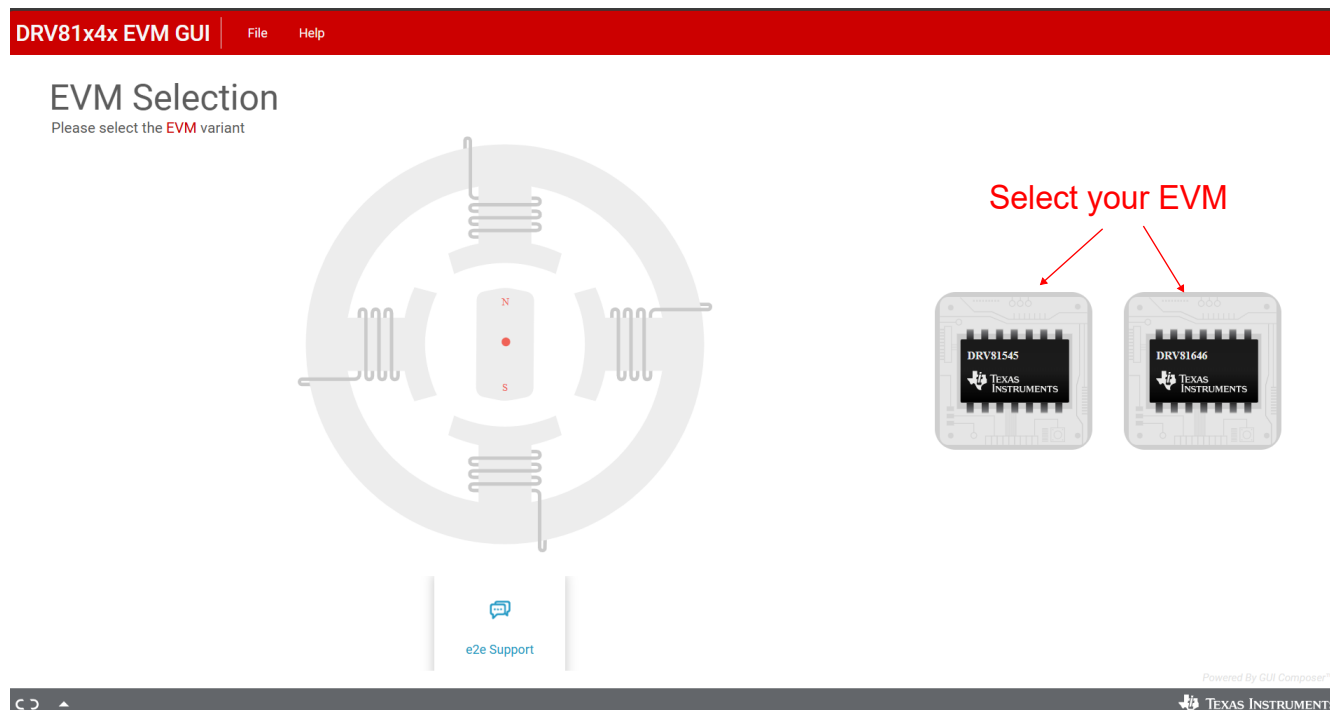 DRV81x4x EVM GUI File Help
EVM Selection
Please select the EVM variant
Select your EVM
N
S
DRV81545
TEXAS
INSTRUMENTS
DRV81646
TEXAS
INSTRUMENTS
e2e Support
Powered By GUI Composer™
TEXAS INSTRUMENTS